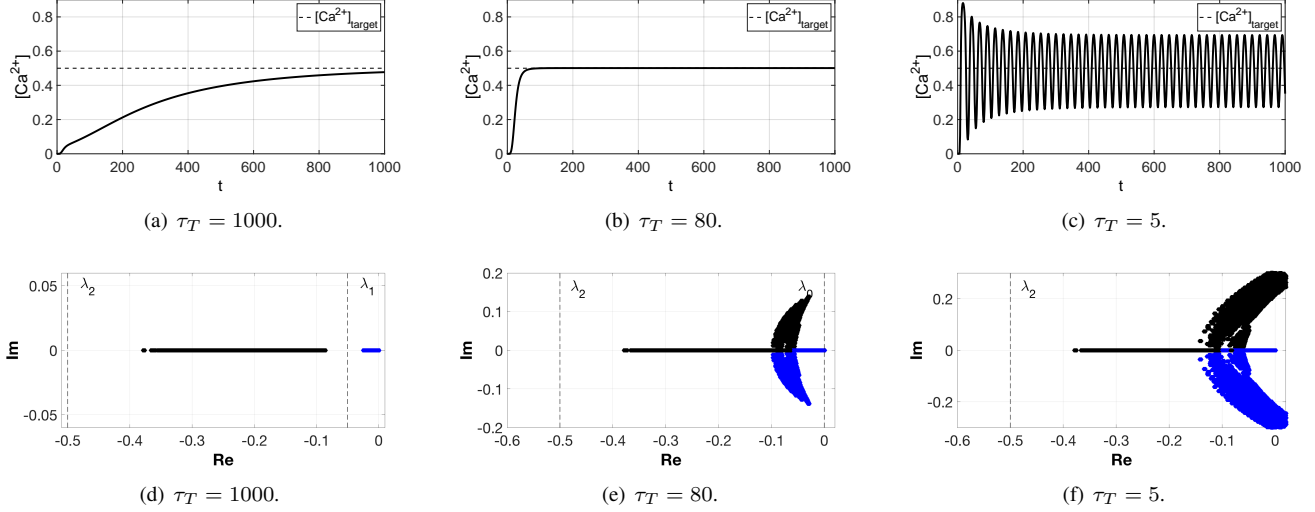 0.8
0.6
0.4
0.2
0
[Ca²⁺]
[Ca²⁺]target
0 200 400 600 800 1000
t
(a) τ_T = 1000.
0.8
0.6
0.4
0.2
0
[Ca²⁺]
[Ca²⁺]target
0 200 400 600 800 1000
t
(b) τ_T = 80.
0.8
0.6
0.4
0.2
0
[Ca²⁺]
[Ca²⁺]target
0 200 400 600 800 1000
t
(c) τ_T = 5.
0.05
0
-0.05
Im
λ₂
λ₁
-0.5 -0.4 -0.3 -0.2 -0.1 0
Re
(d) τ_T = 1000.
0.2
0.1
0
-0.1
-0.2
Im
λ₂
λ₀
-0.6 -0.5 -0.4 -0.3 -0.2 -0.1 0
Re
(e) τ_T = 80.
0.2
0
-0.2
Im
λ₂
-0.6 -0.5 -0.4 -0.3 -0.2 -0.1 0
Re
(f) τ_T = 5.